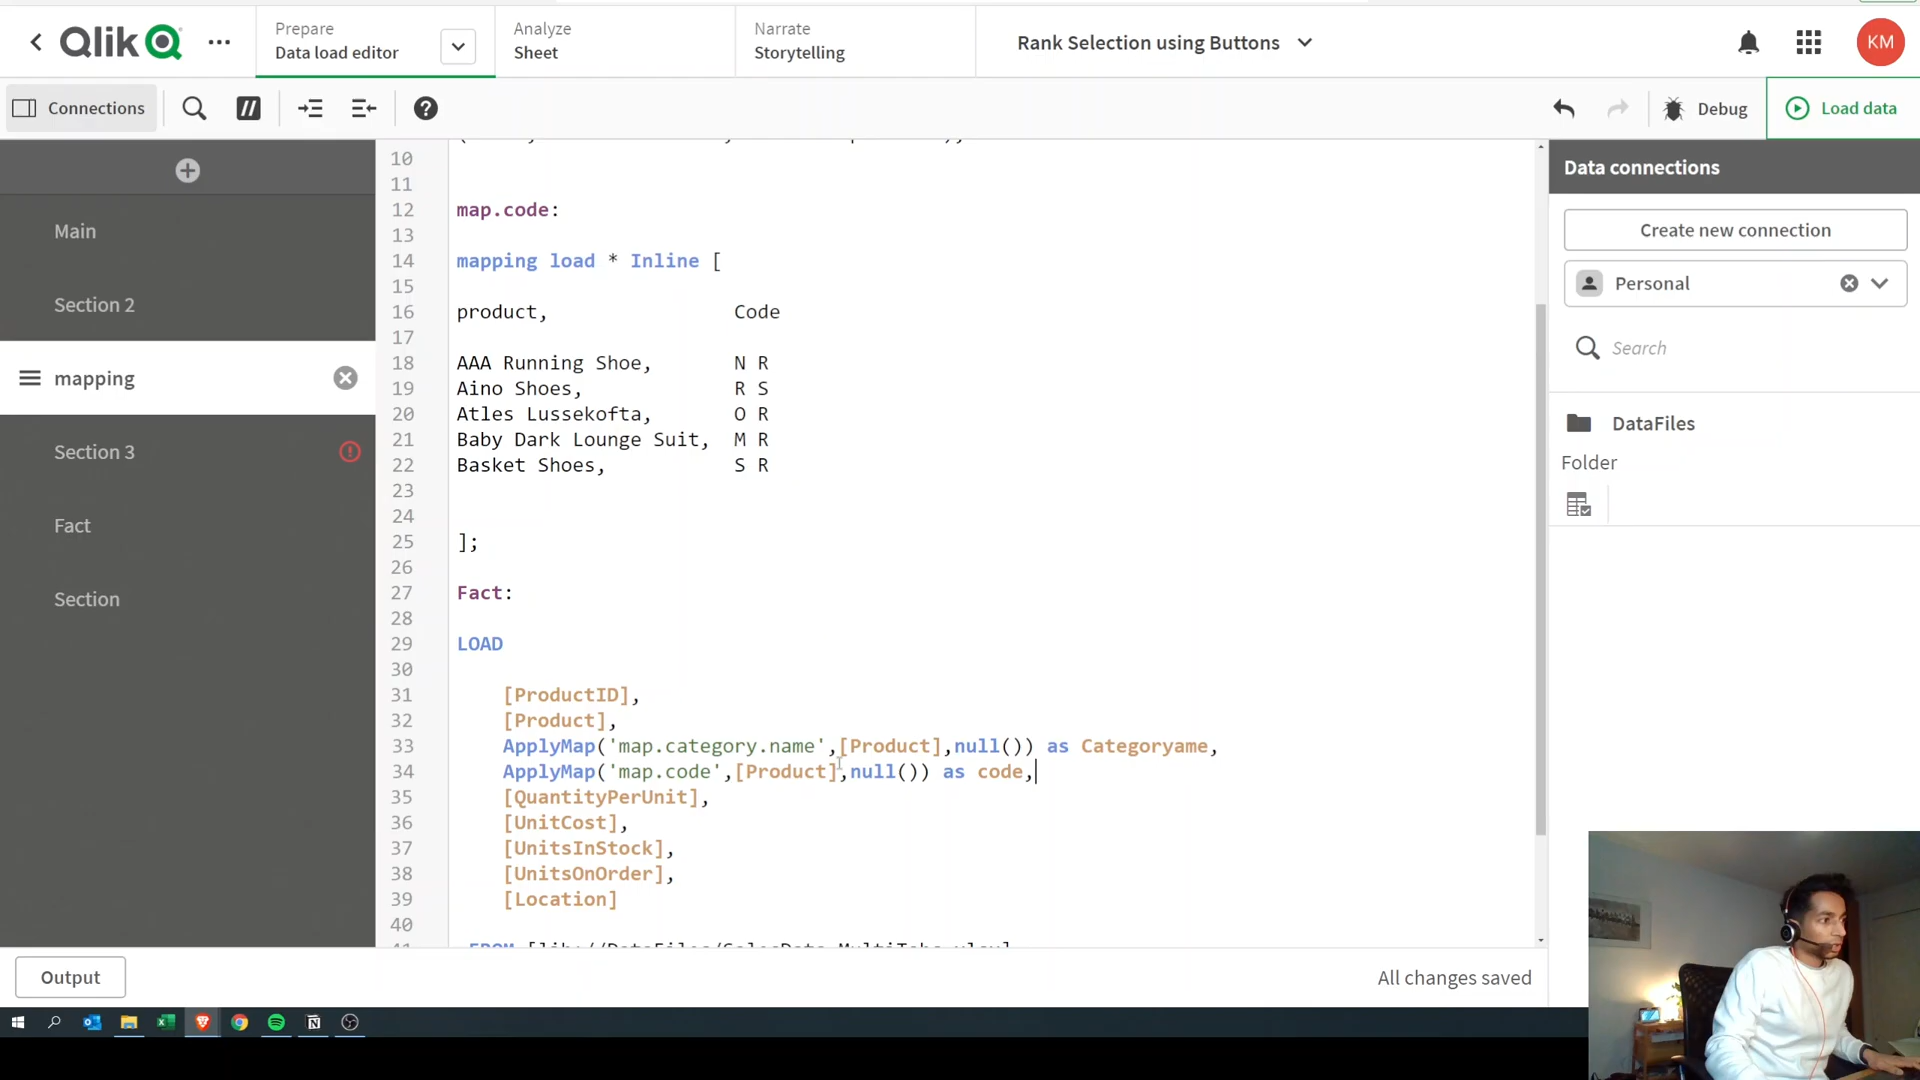 Qlik
Prepare
Data load editor
Analyze
Sheet
Narrate
Storytelling
Rank Selection using Buttons
KM
Connections
Debug
Load data
Main
Section 2
mapping
Section 3
Fact
Section
10
11
12 map.code:
13
14 mapping load * Inline [
15
16 product, Code
17
18 AAA Running Shoe, N R
19 Aino Shoes, R S
20 Atles Lussekofta, O R
21 Baby Dark Lounge Suit, M R
22 Basket Shoes, S R
23
24
25 ];
26
27 Fact:
28
29 LOAD
30
31 [ProductID],
32 [Product],
33 ApplyMap('map.category.name',[Product],null()) as Categoryame,
34 ApplyMap('map.code',[Product],null()) as code,
35 [QuantityPerUnit],
36 [UnitCost],
37 [UnitsInStock],
38 [UnitsOnOrder],
39 [Location]
40
Data connections
Create new connection
Personal
Search
DataFiles
Folder
Output
All changes saved